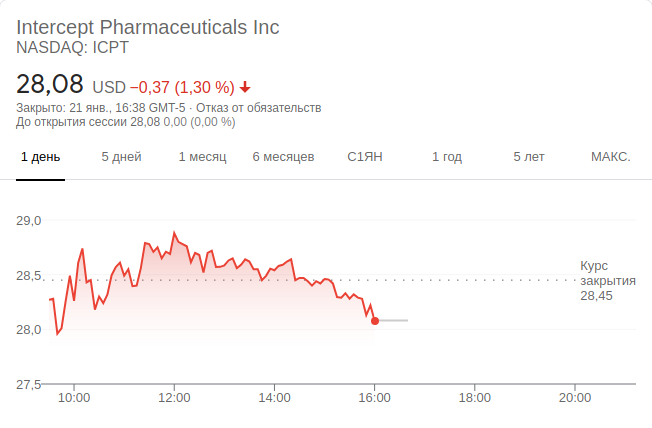 Intercept Pharmaceuticals Inc
NASDAQ: ICPT
28,08 USD −0,37 (1,30 %)
Закрыто: 21 янв., 16:38 GMT-5 · Отказ от обязательств
До открытия сессии 28,08 0,00 (0,00 %)
1 день 5 дней 1 месяц 6 месяцев С1ЯН 1 год 5 лет МАКС.
29,0
28,5
28,0
27,5
Курс
закрытия
28,45
10:00 12:00 14:00 16:00 18:00 20:00